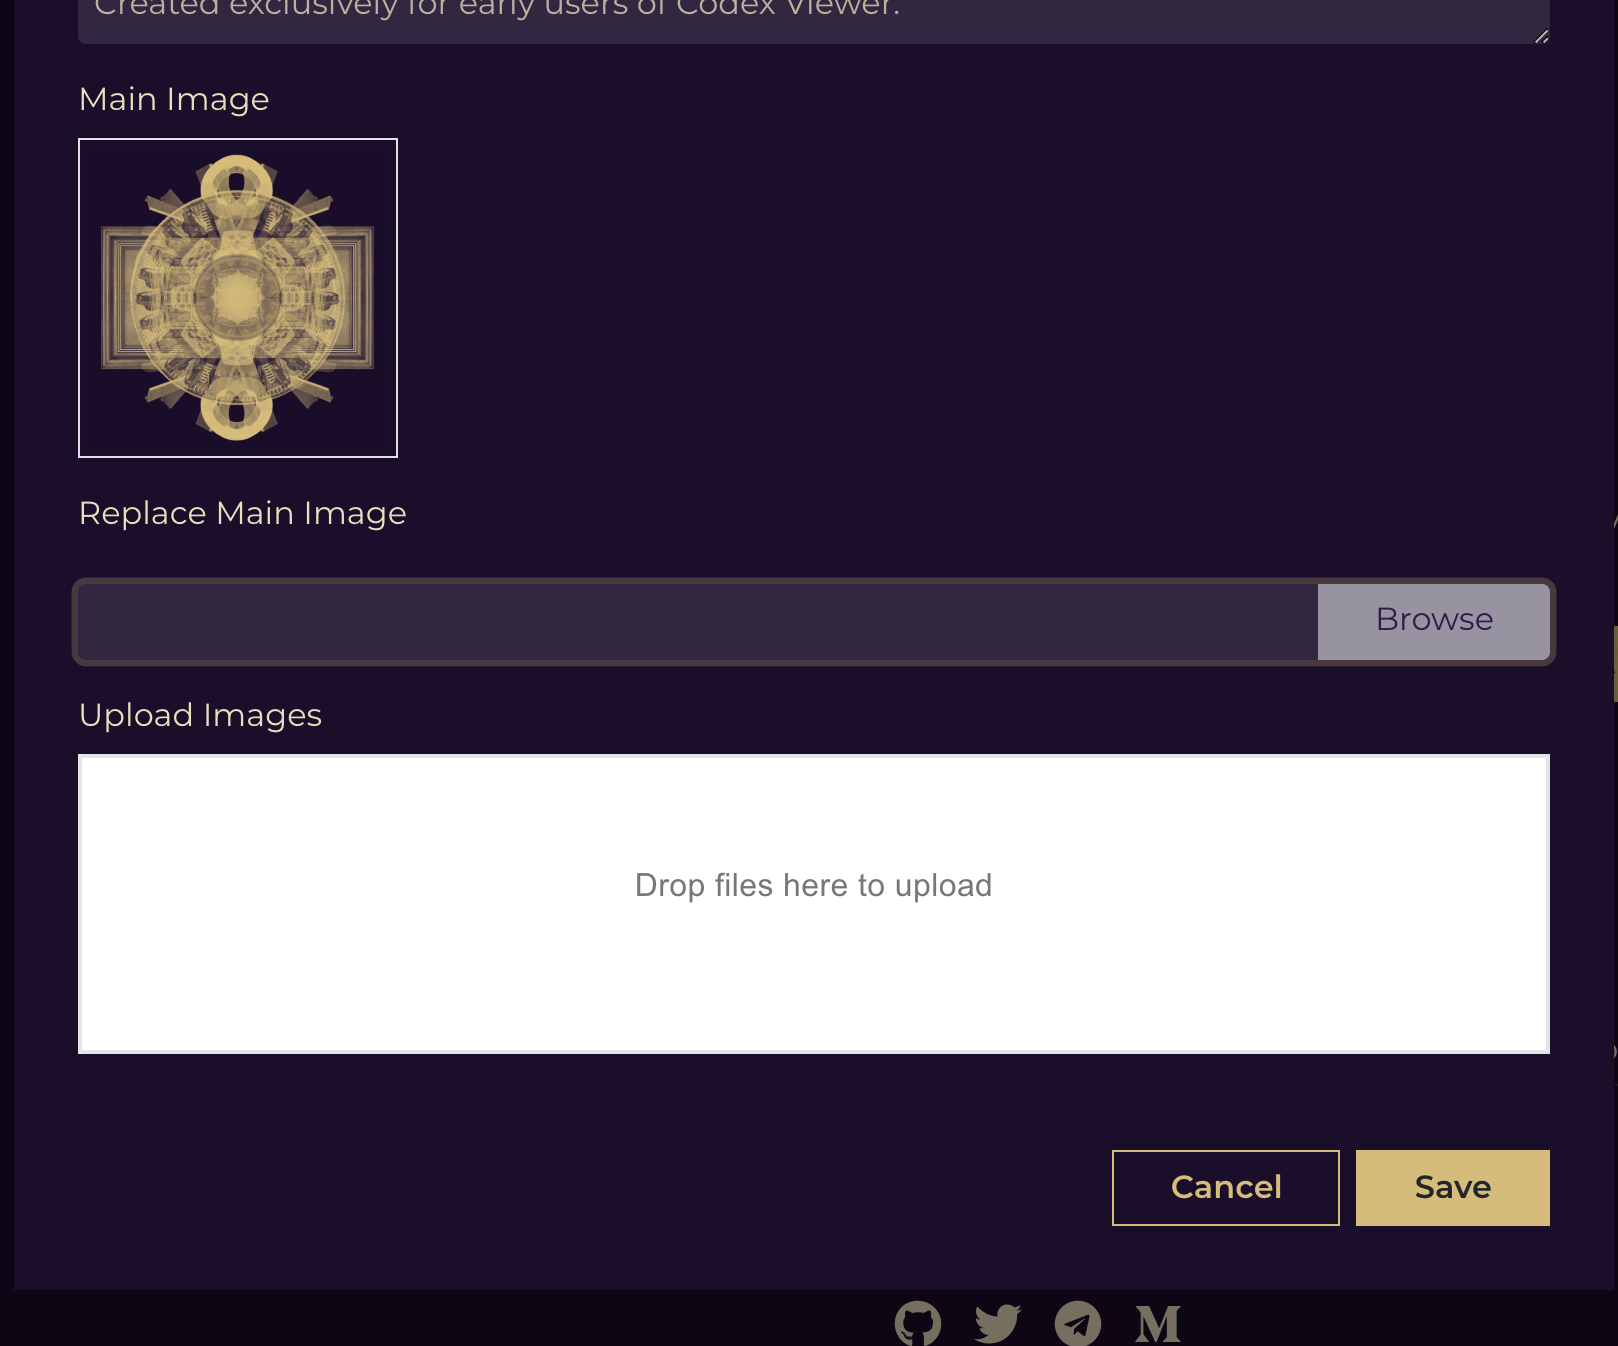 Created exclusively for early users of Codex Viewer.
Main Image
Replace Main Image
Browse
Upload Images
Drop files here to upload
Cancel
Save